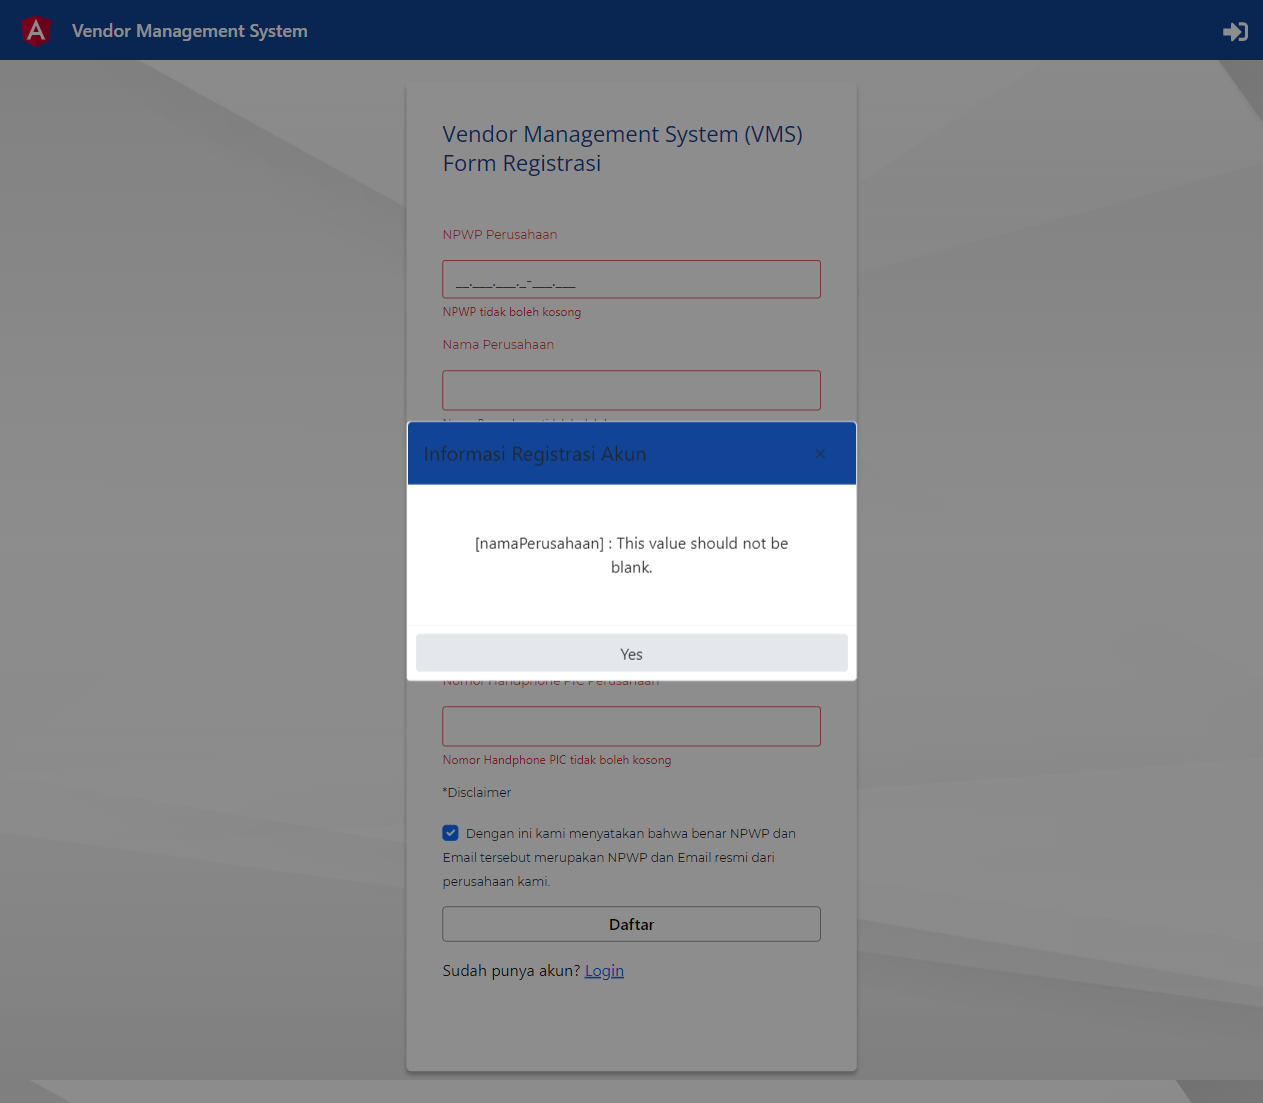 Vendor Management System
Vendor Management System (VMS)
Form Registrasi
NPWP Perusahaan
__.___.___._-___.___
NPWP tidak boleh kosong
Nama Perusahaan
Informasi Registrasi Akun ×
[namaPerusahaan] : This value should not be
blank.
Yes
Nomor Handphone PIC Perusahaan
Nomor Handphone PIC tidak boleh kosong
*Disclaimer
Dengan ini kami menyatakan bahwa benar NPWP dan
Email tersebut merupakan NPWP dan Email resmi dari
perusahaan kami.
Daftar
Sudah punya akun? Login